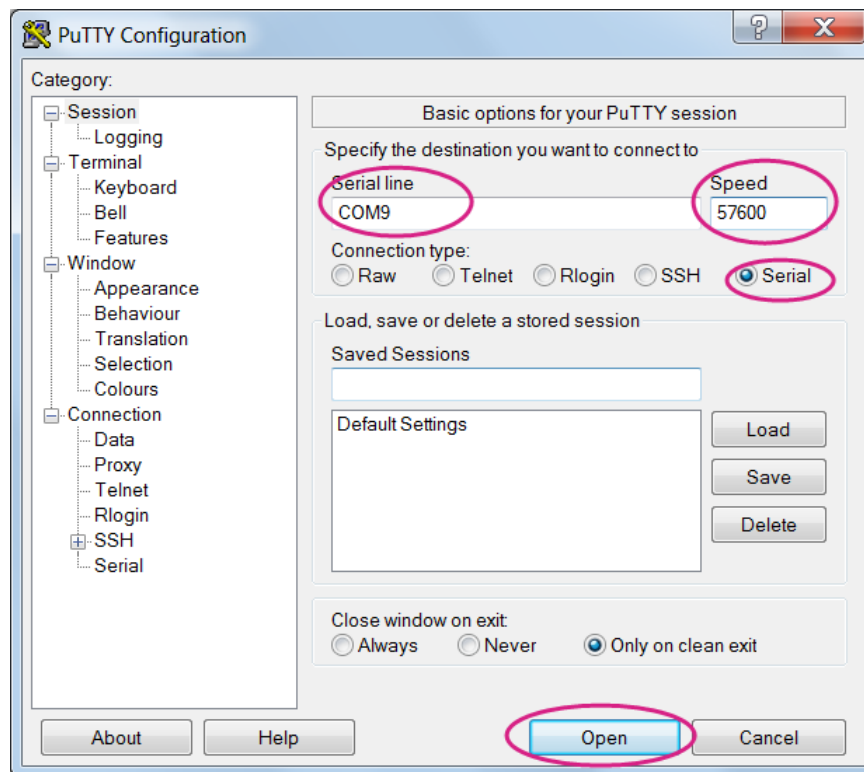 PuTTY Configuration
Category:
Session
Logging
Terminal
Keyboard
Bell
Features
Window
Appearance
Behaviour
Translation
Selection
Colours
Connection
Data
Proxy
Telnet
Rlogin
SSH
Serial
Basic options for your PuTTY session
Specify the destination you want to connect to
Serial line Speed
COM9 57600
Connection type:
Raw Telnet Rlogin SSH Serial
Load, save or delete a stored session
Saved Sessions
Default Settings
Load
Save
Delete
Close window on exit:
Always Never Only on clean exit
About Help Open Cancel